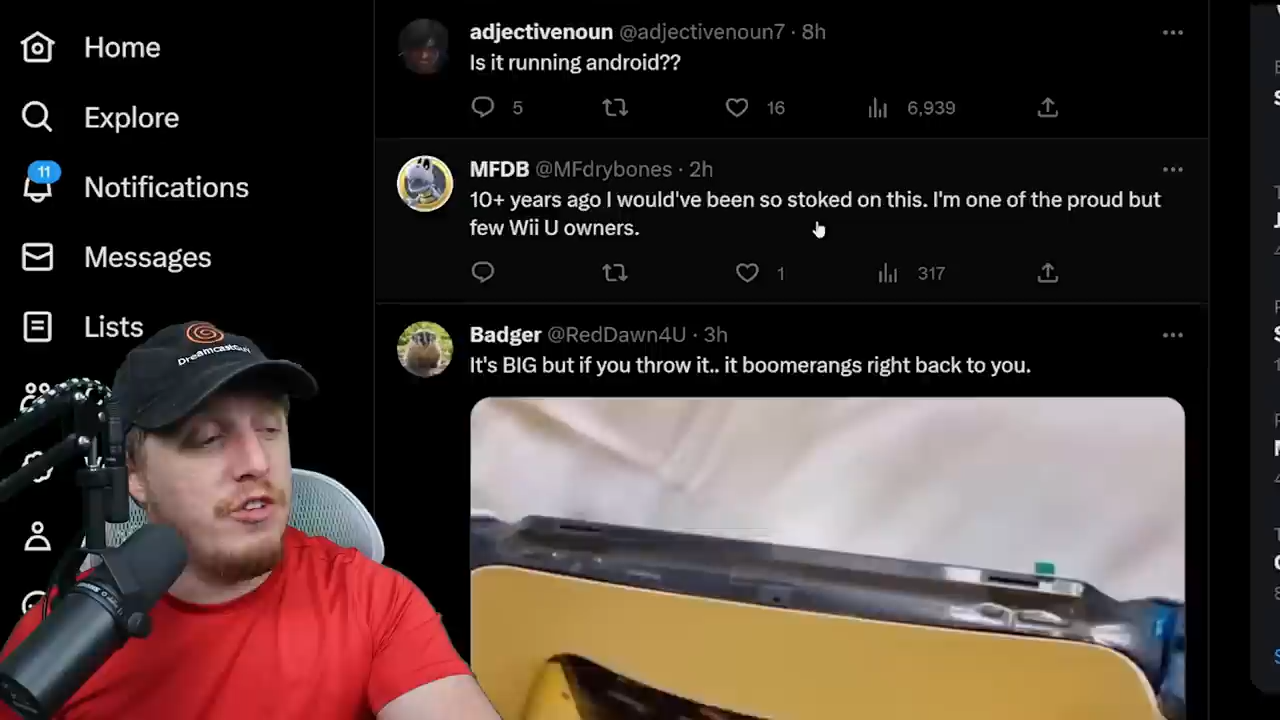 Home
Explore
11
Notifications
Messages
Lists
DreamcastGuy
adjectivenoun @adjectivenoun7 · 8h
Is it running android??
5 16 6,939
MFDB @MFdrybones · 2h
10+ years ago I would've been so stoked on this. I'm one of the proud but
few Wii U owners.
1 317
Badger @RedDawn4U · 3h
It's BIG but if you throw it.. it boomerangs right back to you.